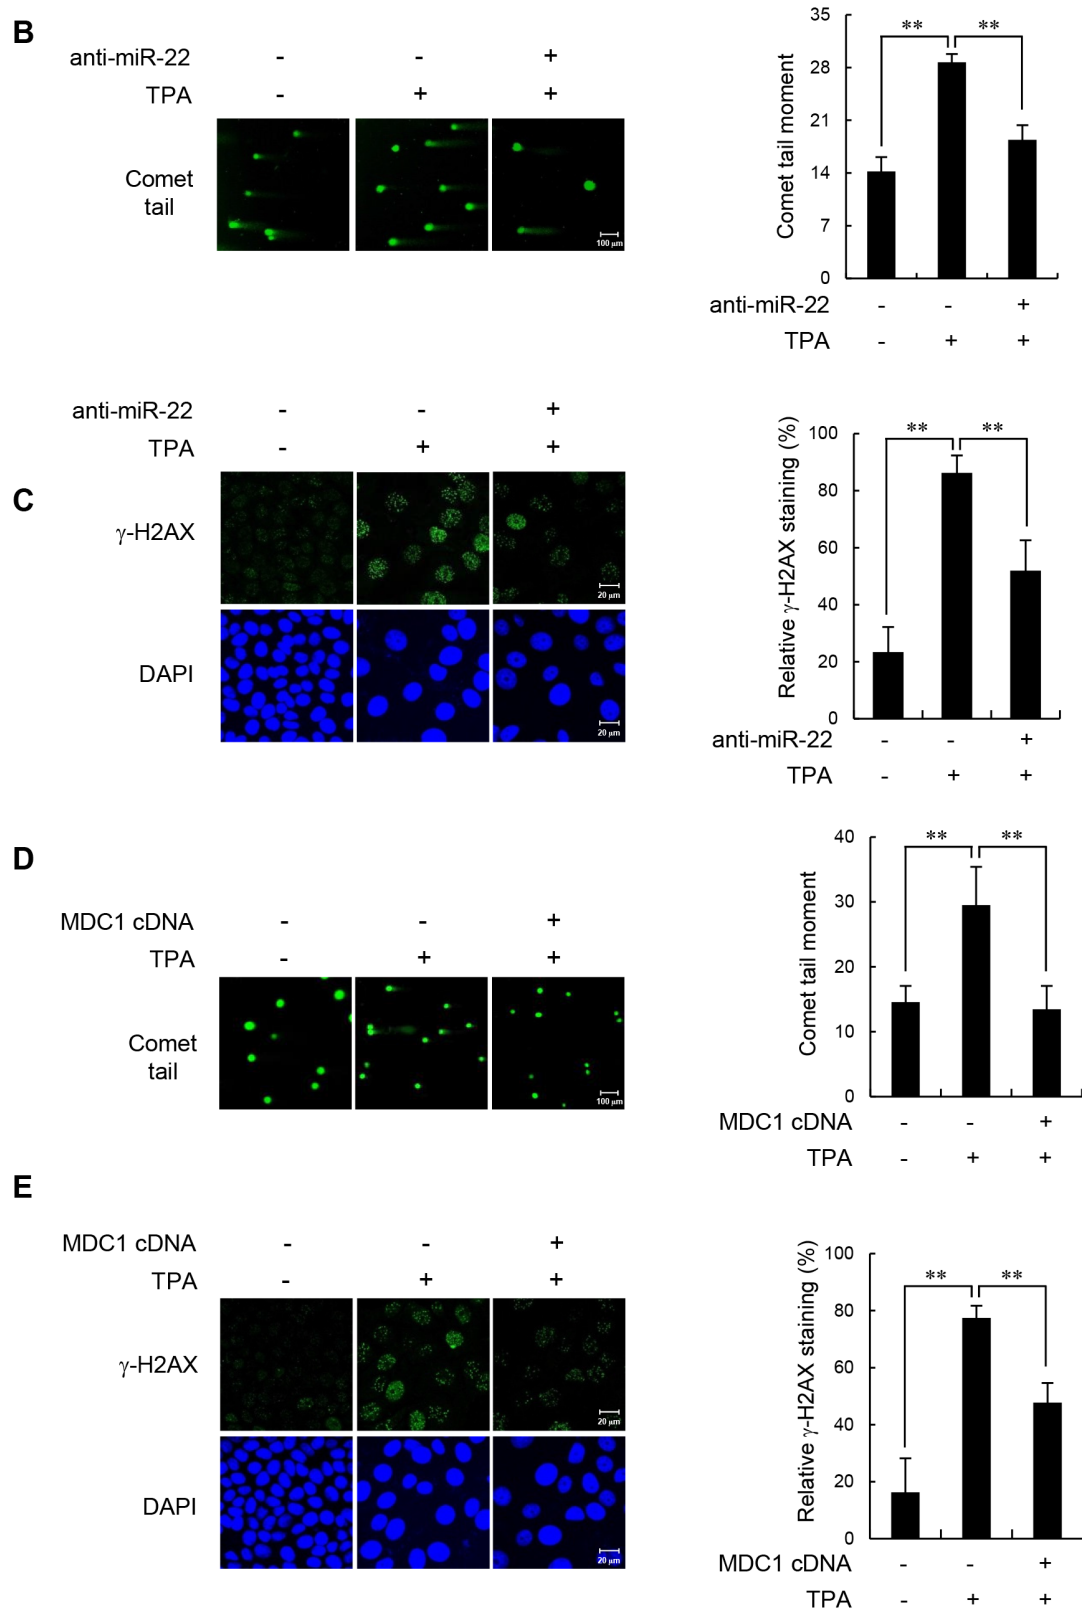 B
anti-miR-22 - - +
TPA - + +
Comet
tail
100 μm
35
28
21
14
7
0
Comet tail moment
** **
anti-miR-22 - - +
TPA - + +
C
anti-miR-22 - - +
TPA - + +
γ-H2AX
20 μm
DAPI
20 μm
100
80
60
40
20
0
Relative γ-H2AX staining (%)
** **
anti-miR-22 - - +
TPA - + +
D
MDC1 cDNA - - +
TPA - + +
Comet
tail
100 μm
40
30
20
10
0
Comet tail moment
** **
MDC1 cDNA - - +
TPA - + +
E
MDC1 cDNA - - +
TPA - + +
γ-H2AX
20 μm
DAPI
20 μm
100
80
60
40
20
0
Relative γ-H2AX staining (%)
** **
MDC1 cDNA - - +
TPA - + +